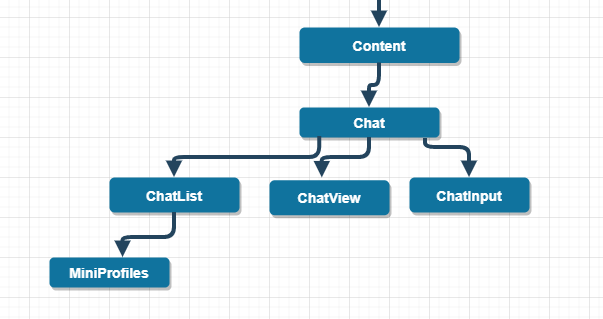 Content
Chat
ChatList
ChatView
ChatInput
MiniProfiles